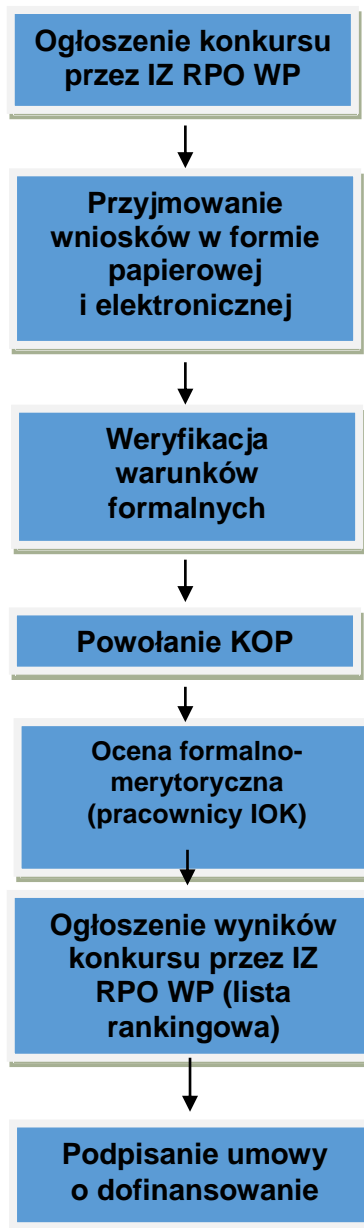 Ogłoszenie konkursu
przez IZ RPO WP
Przyjmowanie
wniosków w formie
papierowej
i elektronicznej
Weryfikacja
warunków
formalnych
Powołanie KOP
Ocena formalno-
merytoryczna
(pracownicy IOK)
Ogłoszenie wyników
konkursu przez IZ
RPO WP (lista
rankingowa)
Podpisanie umowy
o dofinansowanie